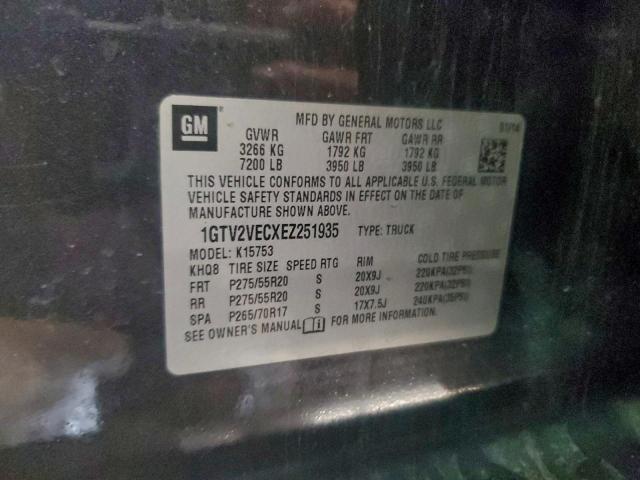 GM
MFD BY GENERAL MOTORS LLC 01/14
GVWR GAWR FRT GAWR RR
3266 KG 1792 KG 1792 KG
7200 LB 3950 LB 3950 LB
THIS VEHICLE CONFORMS TO ALL APPLICABLE U.S. FEDERAL MOTOR
VEHICLE SAFETY STANDARDS IN EFFECT ON THE DATE OF
MANUFACTURE SHOWN ABOVE.
1GTV2VECXEZ251935 TYPE: TRUCK
MODEL: K15753
KHQ8 TIRE SIZE SPEED RTG RIM COLD TIRE PRESSURE
FRT P275/55R20 S 20X9J 220KPA(32PSI)
RR P275/55R20 S 20X9J 220KPA(32PSI)
SPA P265/70R17 S 17X7.5J 240KPA(35PSI)
SEE OWNER'S MANUAL FOR MORE INFORMATION.